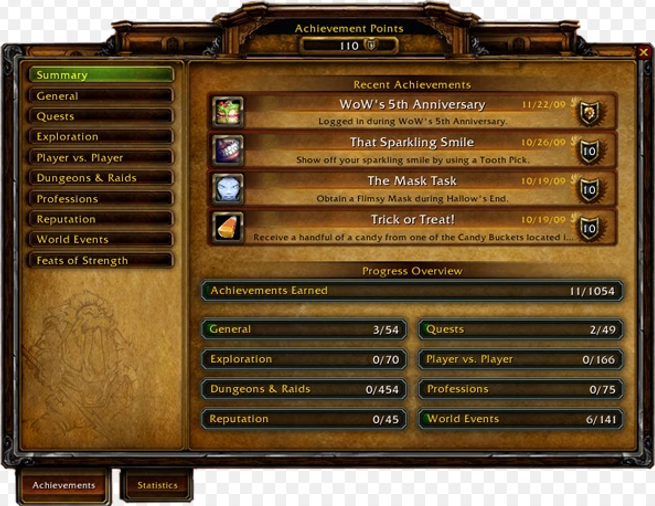 Achievement Points
110
Summary
General
Quests
Exploration
Player vs. Player
Dungeons & Raids
Professions
Reputation
World Events
Feats of Strength
Recent Achievements
WoW's 5th Anniversary 11/22/09
Logged in during WoW's 5th Anniversary.
That Sparkling Smile 10/26/09 10
Show off your sparkling smile by using a Tooth Pick.
The Mask Task 10/19/09 10
Obtain a Flimsy Mask during Hallow's End.
Trick or Treat! 10/19/09 10
Receive a handful of a candy from one of the Candy Buckets located i...
Progress Overview
Achievements Earned 11/1054
General 3/54 Quests 2/49
Exploration 0/70 Player vs. Player 0/166
Dungeons & Raids 0/454 Professions 0/75
Reputation 0/45 World Events 6/141
Achievements Statistics